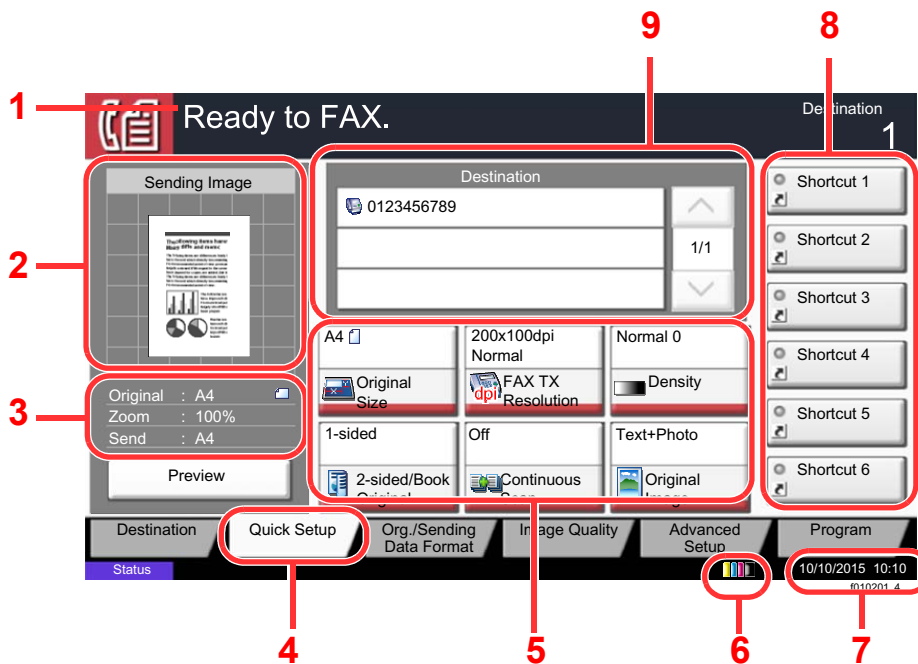 9
8
1
Ready to FAX.
Destination
1
Sending Image
Destination
Shortcut 1
0123456789
2
1/1
Shortcut 2
Shortcut 3
A4
200x100dpi
Normal
Normal 0
Original
Size
FAX TX
Resolution
dpi
Density
Shortcut 4
3
Original : A4
Zoom : 100%
Send : A4
Shortcut 5
1-sided
Off
Text+Photo
Preview
2-sided/Book
Original
Continuous
Scan
Original
Image
Shortcut 6
Destination
Quick Setup
Org./Sending
Data Format
Image Quality
Advanced
Setup
Program
Status
10/10/2015 10:10
f010201_4
4
5
6
7